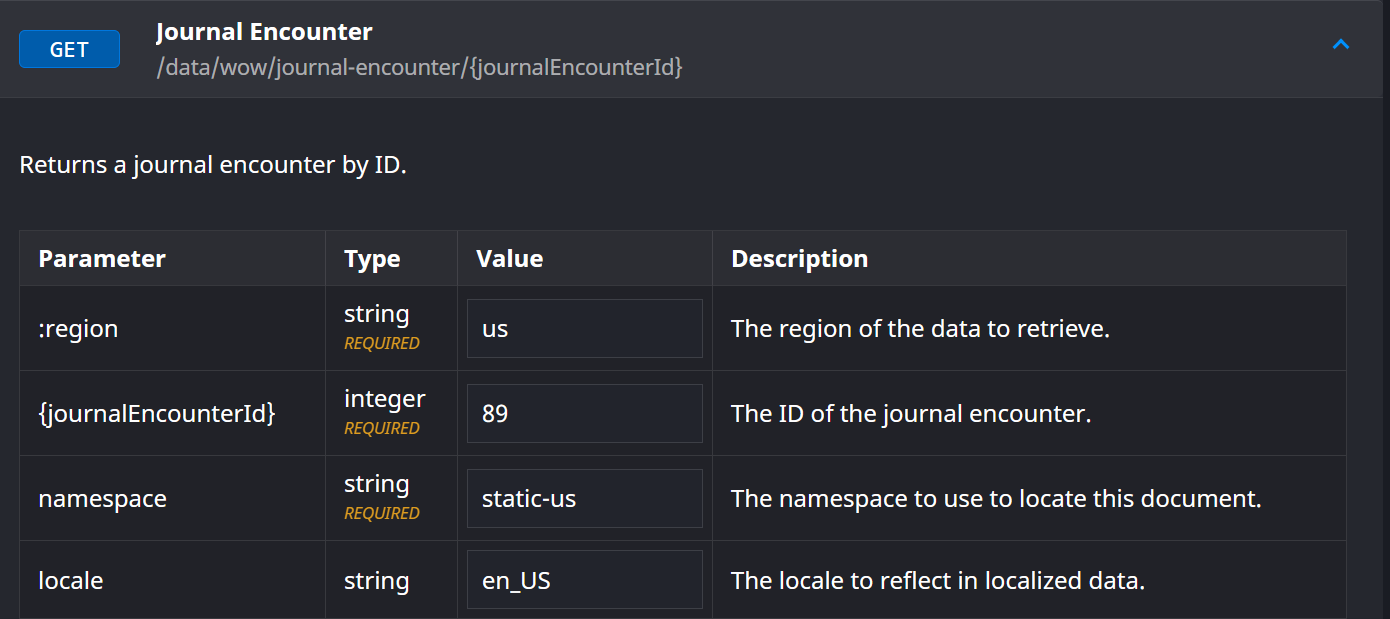 GET
Journal Encounter
/data/wow/journal-encounter/{journalEncounterId}
Returns a journal encounter by ID.
Parameter Type Value Description
:region string REQUIRED us The region of the data to retrieve.
{journalEncounterId} integer REQUIRED 89 The ID of the journal encounter.
namespace string REQUIRED static-us The namespace to use to locate this document.
locale string en_US The locale to reflect in localized data.